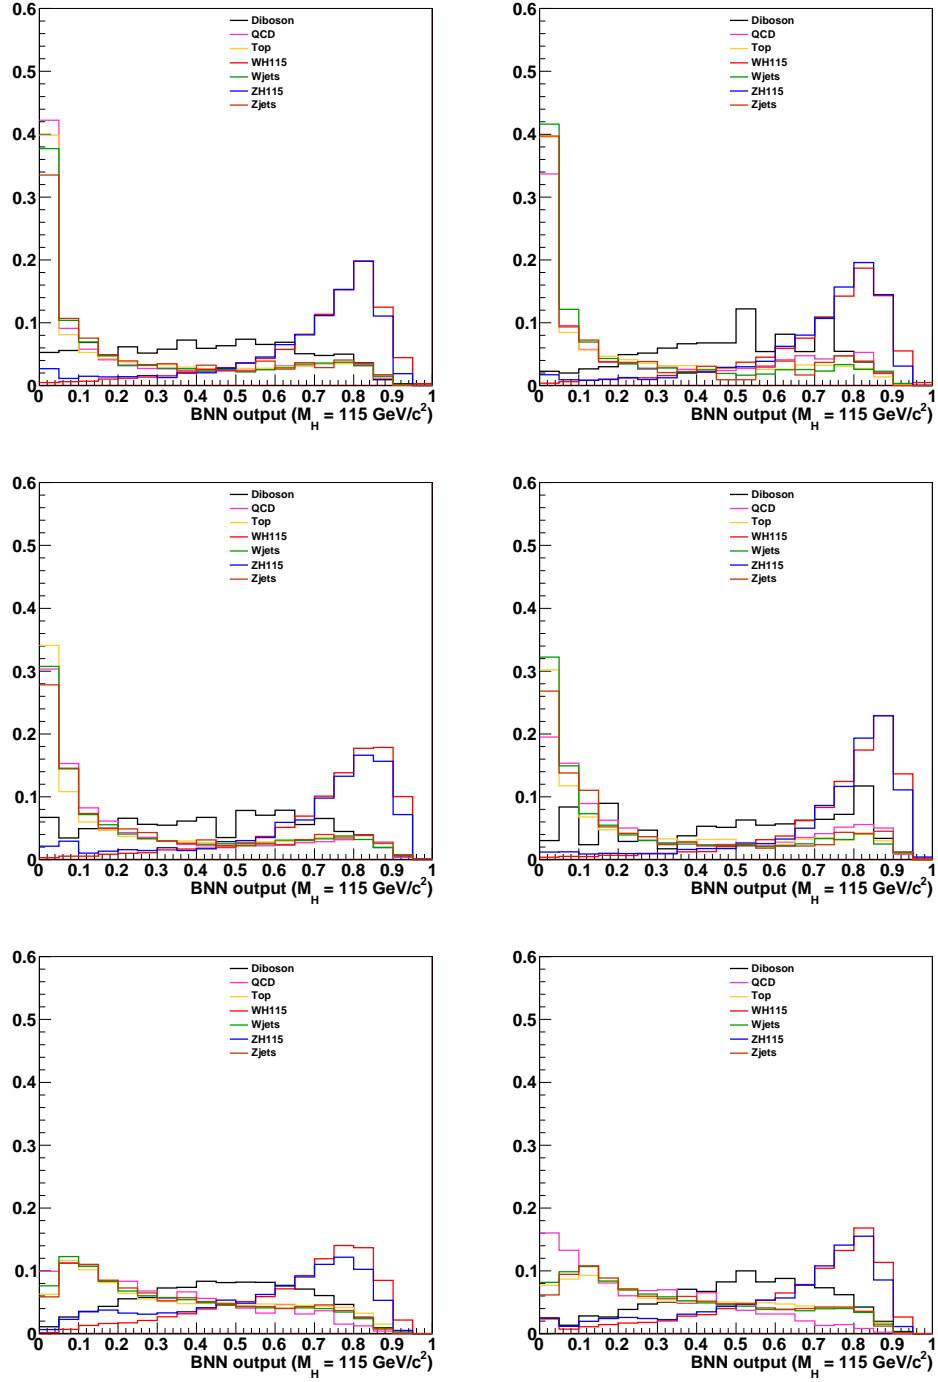 0.6
Diboson
QCD
Top
WH115
Wjets
ZH115
Zjets
0.5
0.4
0.3
0.2
0.1
0
0 0.1 0.2 0.3 0.4 0.5 0.6 0.7 0.8 0.9 1
BNN output (M_H = 115 GeV/c²)
0.6
Diboson
QCD
Top
WH115
Wjets
ZH115
Zjets
0.5
0.4
0.3
0.2
0.1
0
0 0.1 0.2 0.3 0.4 0.5 0.6 0.7 0.8 0.9 1
BNN output (M_H = 115 GeV/c²)
0.6
Diboson
QCD
Top
WH115
Wjets
ZH115
Zjets
0.5
0.4
0.3
0.2
0.1
0
0 0.1 0.2 0.3 0.4 0.5 0.6 0.7 0.8 0.9 1
BNN output (M_H = 115 GeV/c²)
0.6
Diboson
QCD
Top
WH115
Wjets
ZH115
Zjets
0.5
0.4
0.3
0.2
0.1
0
0 0.1 0.2 0.3 0.4 0.5 0.6 0.7 0.8 0.9 1
BNN output (M_H = 115 GeV/c²)
0.6
Diboson
QCD
Top
WH115
Wjets
ZH115
Zjets
0.5
0.4
0.3
0.2
0.1
0
0 0.1 0.2 0.3 0.4 0.5 0.6 0.7 0.8 0.9 1
BNN output (M_H = 115 GeV/c²)
0.6
Diboson
QCD
Top
WH115
Wjets
ZH115
Zjets
0.5
0.4
0.3
0.2
0.1
0
0 0.1 0.2 0.3 0.4 0.5 0.6 0.7 0.8 0.9 1
BNN output (M_H = 115 GeV/c²)